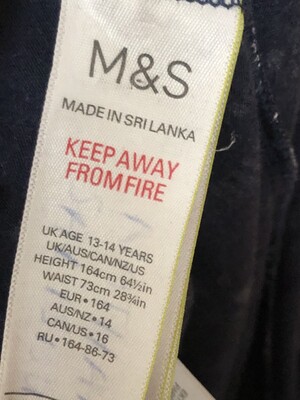 M&S
MADE IN SRI LANKA
KEEP AWAY
FROM FIRE
UK AGE 13-14 YEARS
UK/AUS/CAN/NZ/US
HEIGHT 164cm 64½in
WAIST 73cm 28¾in
EUR • 164
AUS/NZ • 14
CAN/US • 16
RU • 164-86-73